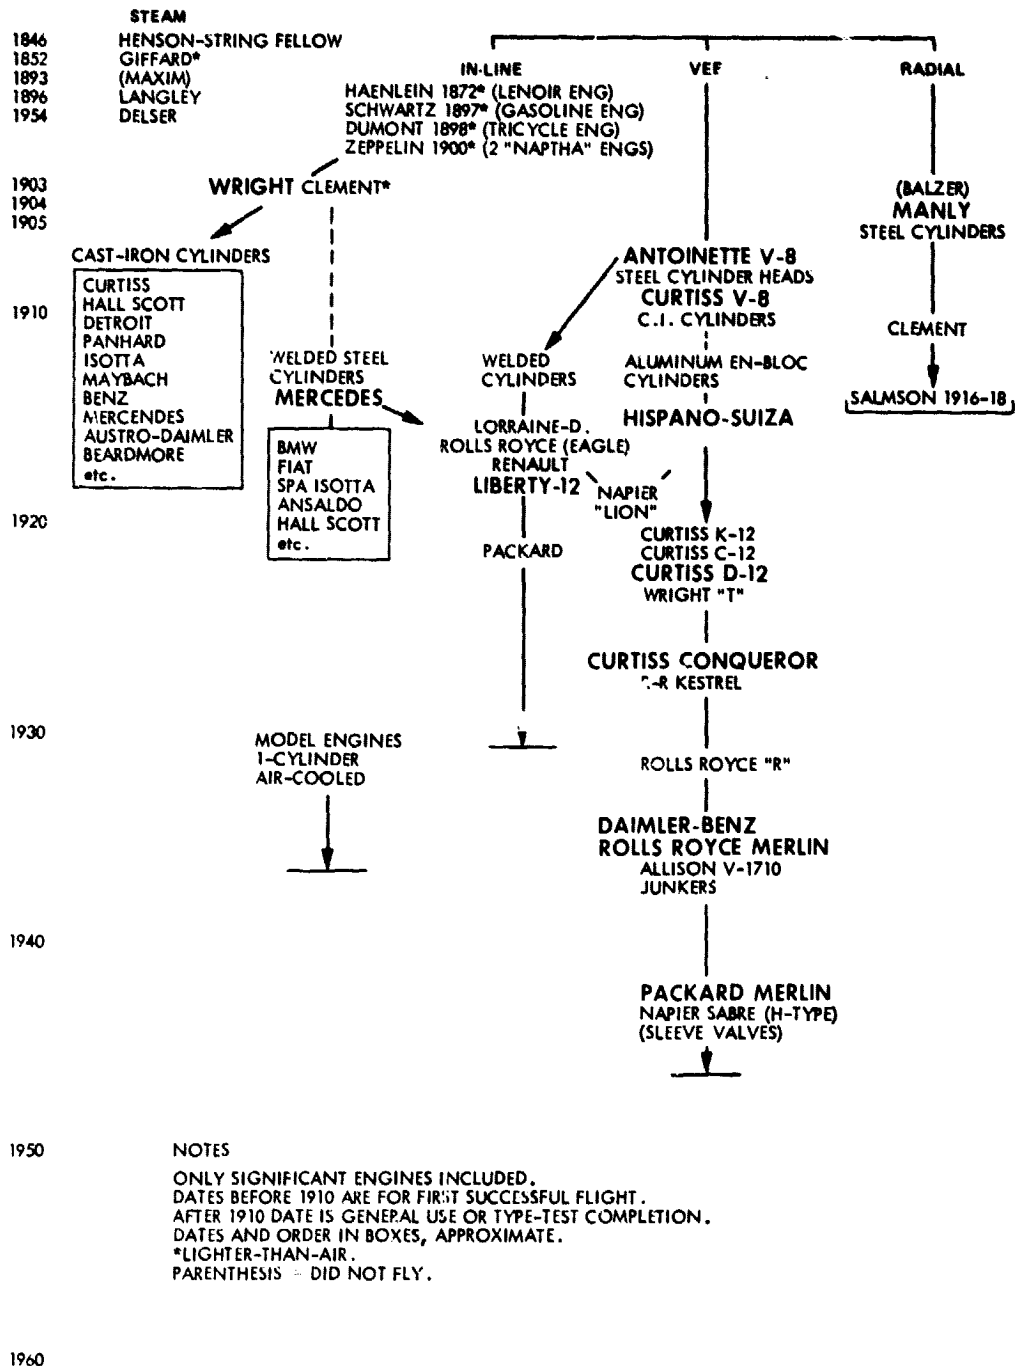 STEAM
1846 HENSON-STRING FELLOW
1852 GIFFARD*
1893 (MAXIM)
1896 LANGLEY
1954 DELSER
IN-LINE
HAENLEIN 1872* (LENOIR ENG)
SCHWARTZ 1897* (GASOLINE ENG)
DUMONT 1898* (TRICYCLE ENG)
ZEPPELIN 1900* (2 "NAPTHA" ENGS)
VEE
RADIAL
1903
1904
1905
WRIGHT CLEMENT*
(BALZER)
MANLY
STEEL CYLINDERS
CAST-IRON CYLINDERS
CURTISS
HALL SCOTT
DETROIT
PANHARD
ISOTTA
MAYBACH
BENZ
MERCENDES
AUSTRO-DAIMLER
BEARDMORE
etc.
1910
ANTOINETTE V-8
STEEL CYLINDER HEADS
CURTISS V-8
C.I. CYLINDERS
CLEMENT
SALMSON 1916-18
WELDED STEEL
CYLINDERS
MERCEDES
BMW
FIAT
SPA ISOTTA
ANSALDO
HALL SCOTT
etc.
WELDED
CYLINDERS
LORRAINE-D.
ROLLS ROYCE (EAGLE)
RENAULT
LIBERTY-12
ALUMINUM EN-BLOC
CYLINDERS
HISPANO-SUIZA
NAPIER
"LION"
1920
PACKARD
CURTISS K-12
CURTISS C-12
CURTISS D-12
WRIGHT "T"
CURTISS CONQUEROR
-R KESTREL
1930
MODEL ENGINES
1-CYLINDER
AIR-COOLED
ROLLS ROYCE "R"
DAIMLER-BENZ
ROLLS ROYCE MERLIN
ALLISON V-1710
JUNKERS
1940
PACKARD MERLIN
NAPIER SABRE (H-TYPE)
(SLEEVE VALVES)
1950
NOTES
ONLY SIGNIFICANT ENGINES INCLUDED.
DATES BEFORE 1910 ARE FOR FIRST SUCCESSFUL FLIGHT.
AFTER 1910 DATE IS GENERAL USE OR TYPE-TEST COMPLETION.
DATES AND ORDER IN BOXES, APPROXIMATE.
*LIGHTER-THAN-AIR.
PARENTHESIS = DID NOT FLY.
1960